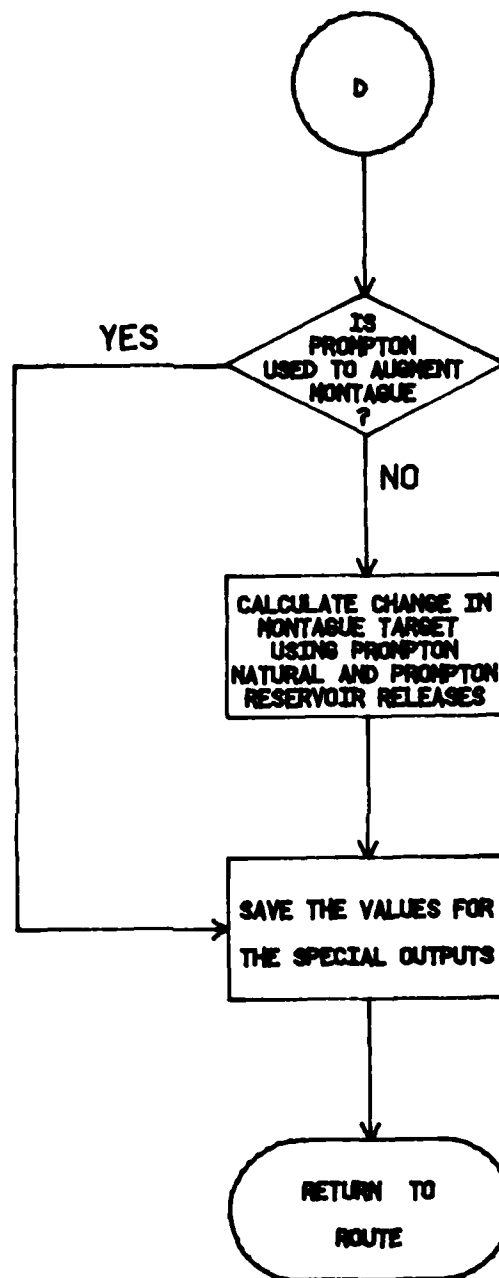 D
IS
PROMPTON
USED TO AUGMENT
MONTAGUE
?
YES
NO
CALCULATE CHANGE IN
MONTAGUE TARGET
USING PROMPTON
NATURAL AND PROMPTON
RESERVOIR RELEASES
SAVE THE VALUES FOR
THE SPECIAL OUTPUTS
RETURN TO
ROUTE